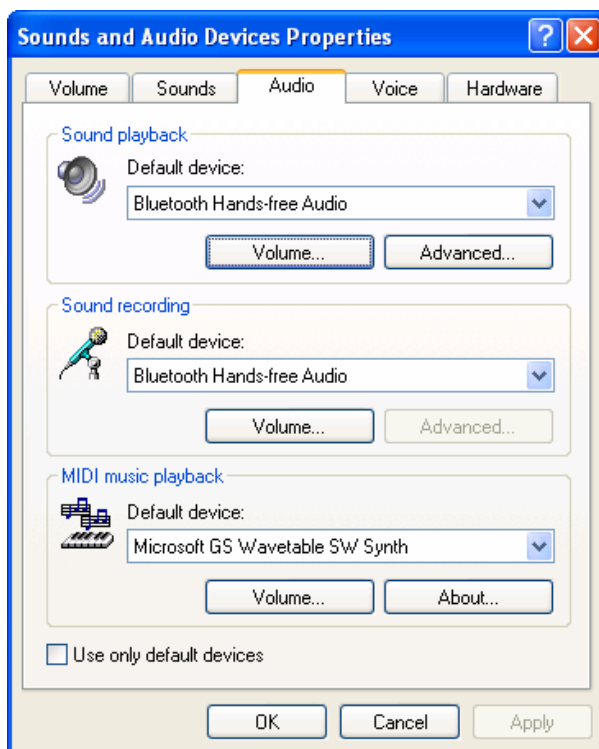 Sounds and Audio Devices Properties
Volume Sounds Audio Voice Hardware
Sound playback
Default device:
Bluetooth Hands-free Audio
Volume... Advanced...
Sound recording
Default device:
Bluetooth Hands-free Audio
Volume... Advanced...
MIDI music playback
Default device:
Microsoft GS Wavetable SW Synth
Volume... About...
Use only default devices
OK Cancel Apply